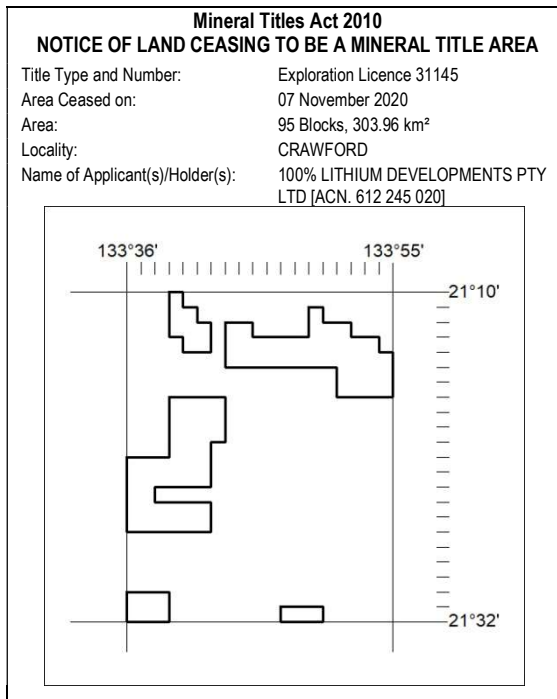 Mineral Titles Act 2010
NOTICE OF LAND CEASING TO BE A MINERAL TITLE AREA
Title Type and Number: Exploration Licence 31145
Area Ceased on: 07 November 2020
Area: 95 Blocks, 303.96 km²
Locality: CRAWFORD
Name of Applicant(s)/Holder(s): 100% LITHIUM DEVELOPMENTS PTY
LTD [ACN. 612 245 020]
133°36' 133°55'
21°10'
21°32'